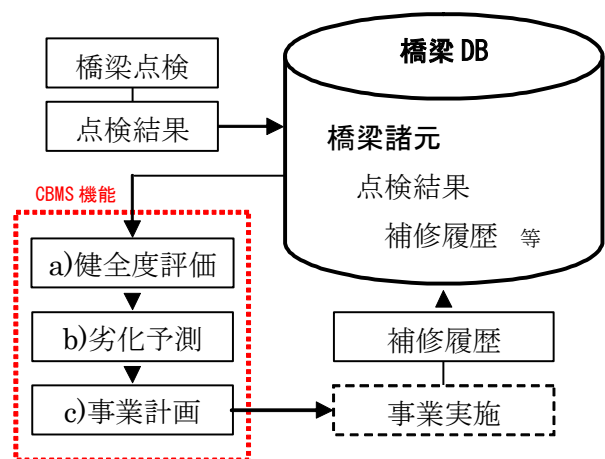 橋梁点検
点検結果
橋梁 DB
橋梁諸元
点検結果
補修履歴 等
CBMS 機能
a)健全度評価
b)劣化予測
c)事業計画
補修履歴
事業実施